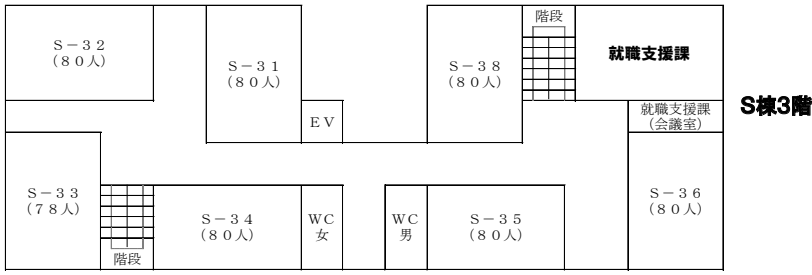 S－32
（80人）
S－31
（80人）
S－38
（80人）
階段
就職支援課
S棟3階
EV
就職支援課
（会議室）
S－33
（78人）
階段
S－34
（80人）
WC
女
WC
男
S－35
（80人）
S－36
（80人）